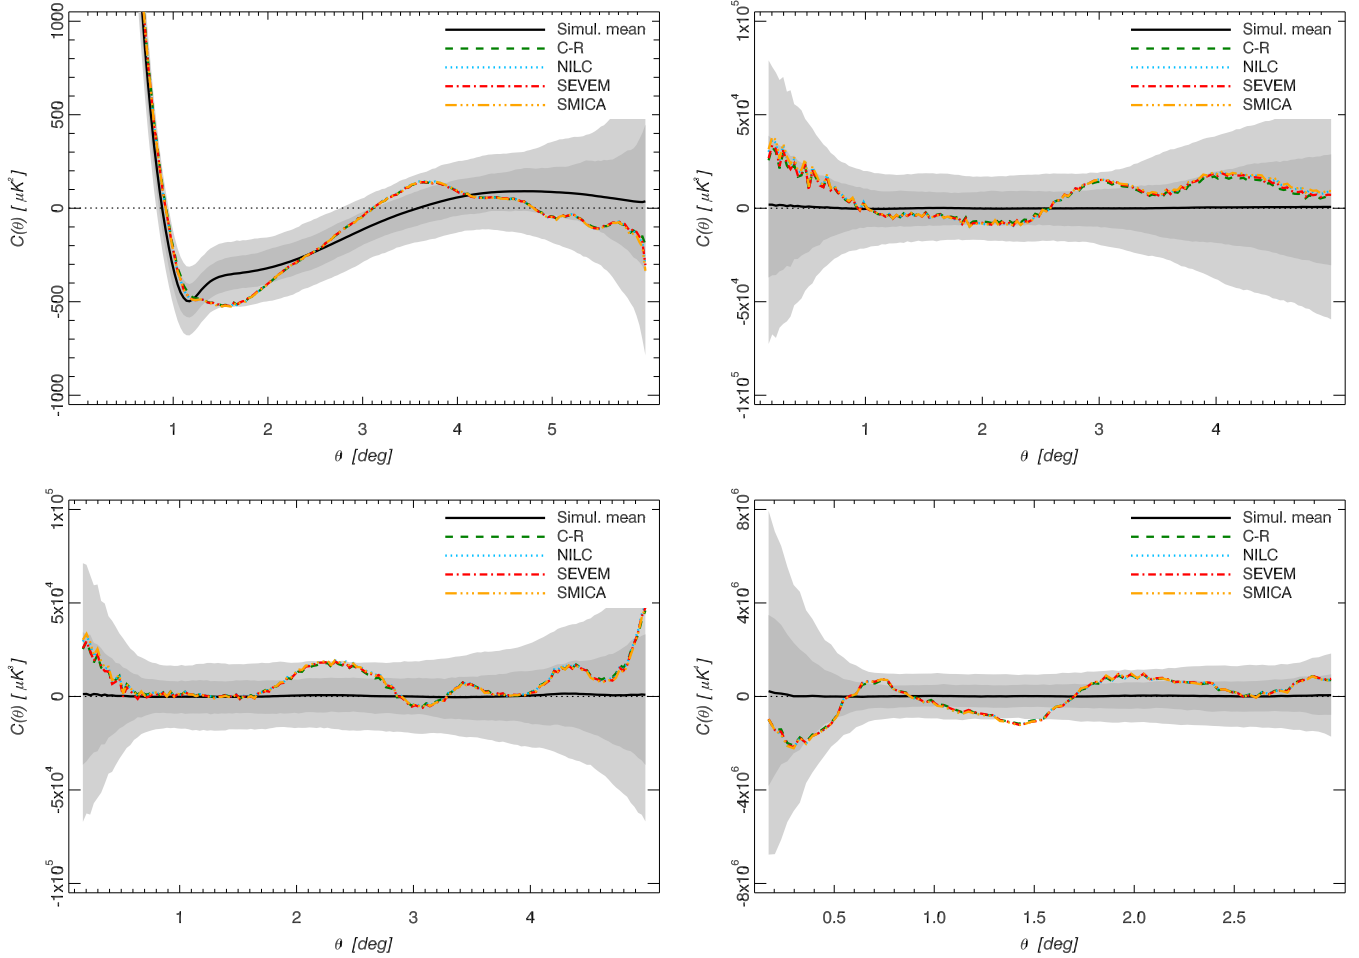 1000
500
0
-500
-1000
C(θ) [ μK² ]
Simul. mean
C-R
NILC
SEVEM
SMICA
1 2 3 4 5
θ [deg]
1x10⁵
5x10⁴
0
-5x10⁴
-1x10⁵
C(θ) [ μK³ ]
Simul. mean
C-R
NILC
SEVEM
SMICA
1 2 3 4
θ [deg]
1x10⁵
5x10⁴
0
-5x10⁴
-1x10⁵
C(θ) [ μK³ ]
Simul. mean
C-R
NILC
SEVEM
SMICA
1 2 3 4
θ [deg]
8x10⁶
4x10⁶
0
-4x10⁶
-8x10⁶
C(θ) [ μK⁴ ]
Simul. mean
C-R
NILC
SEVEM
SMICA
0.5 1.0 1.5 2.0 2.5
θ [deg]